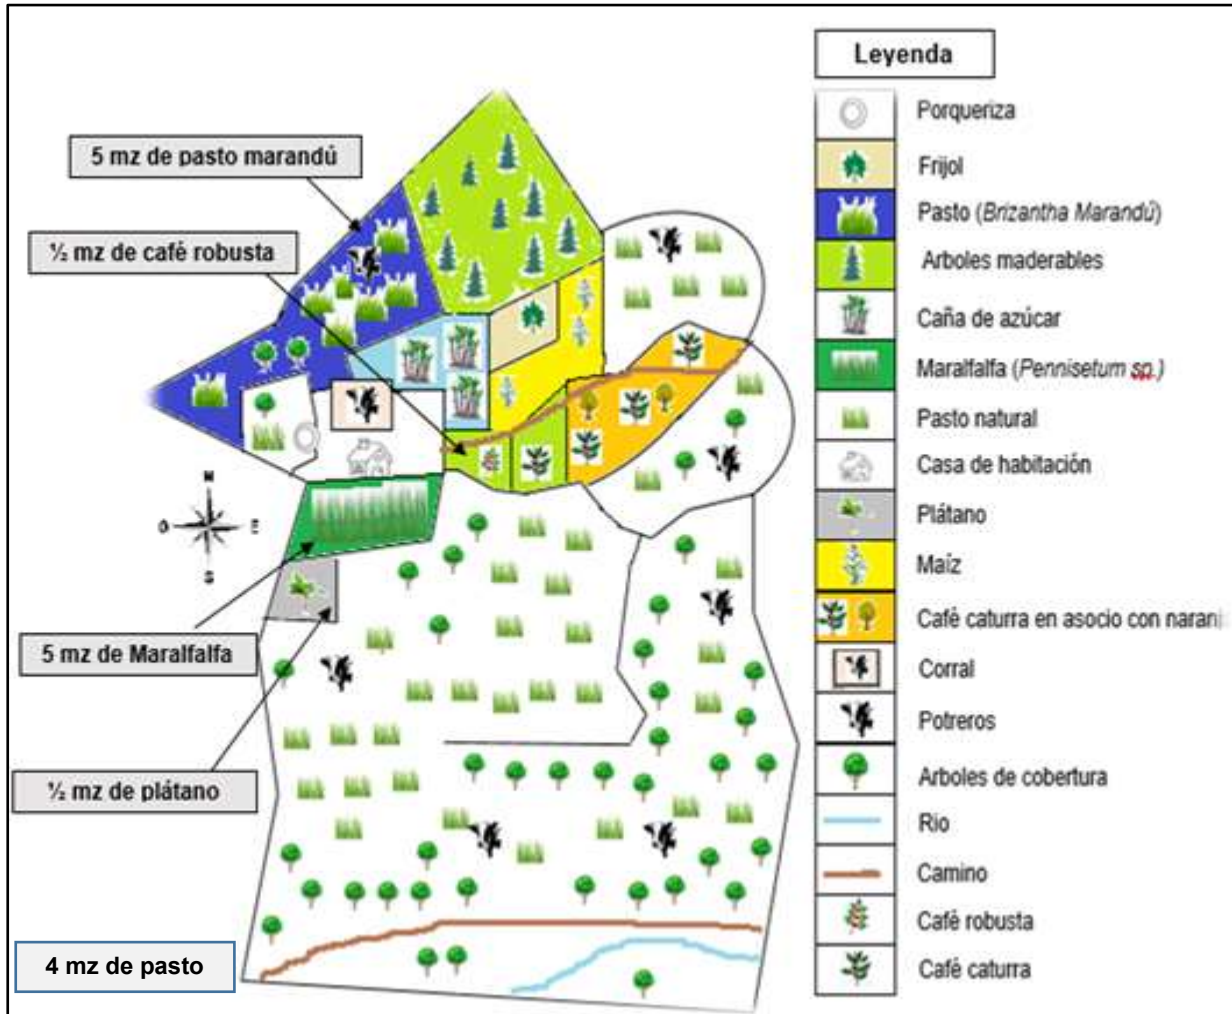 Leyenda
5 mz de pasto marandú
½ mz de café robusta
5 mz de Maralfalfa
½ mz de plátano
4 mz de pasto
N
O
E
S
Porqueriza
Frijol
Pasto (Brizantha Marandú)
Arboles maderables
Caña de azúcar
Maralfalfa (Pennisetum sp.)
Pasto natural
Casa de habitación
Plátano
Maíz
Café caturra en asocio con naranj
Corral
Potreros
Arboles de cobertura
Rio
Camino
Café robusta
Café caturra